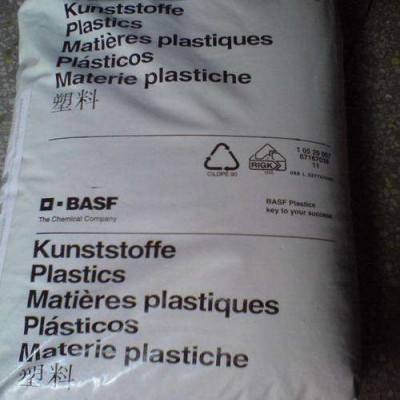 Kunststoffe
Plastics
Matières plastiques
Plásticos
Materie plastiche
塑料
RIGK
BASF
The Chemical Company
BASF Plastics
key to your success
Kunststoffe
Plastics
Matières plastiques
Plásticos
Materie plastiche
塑料